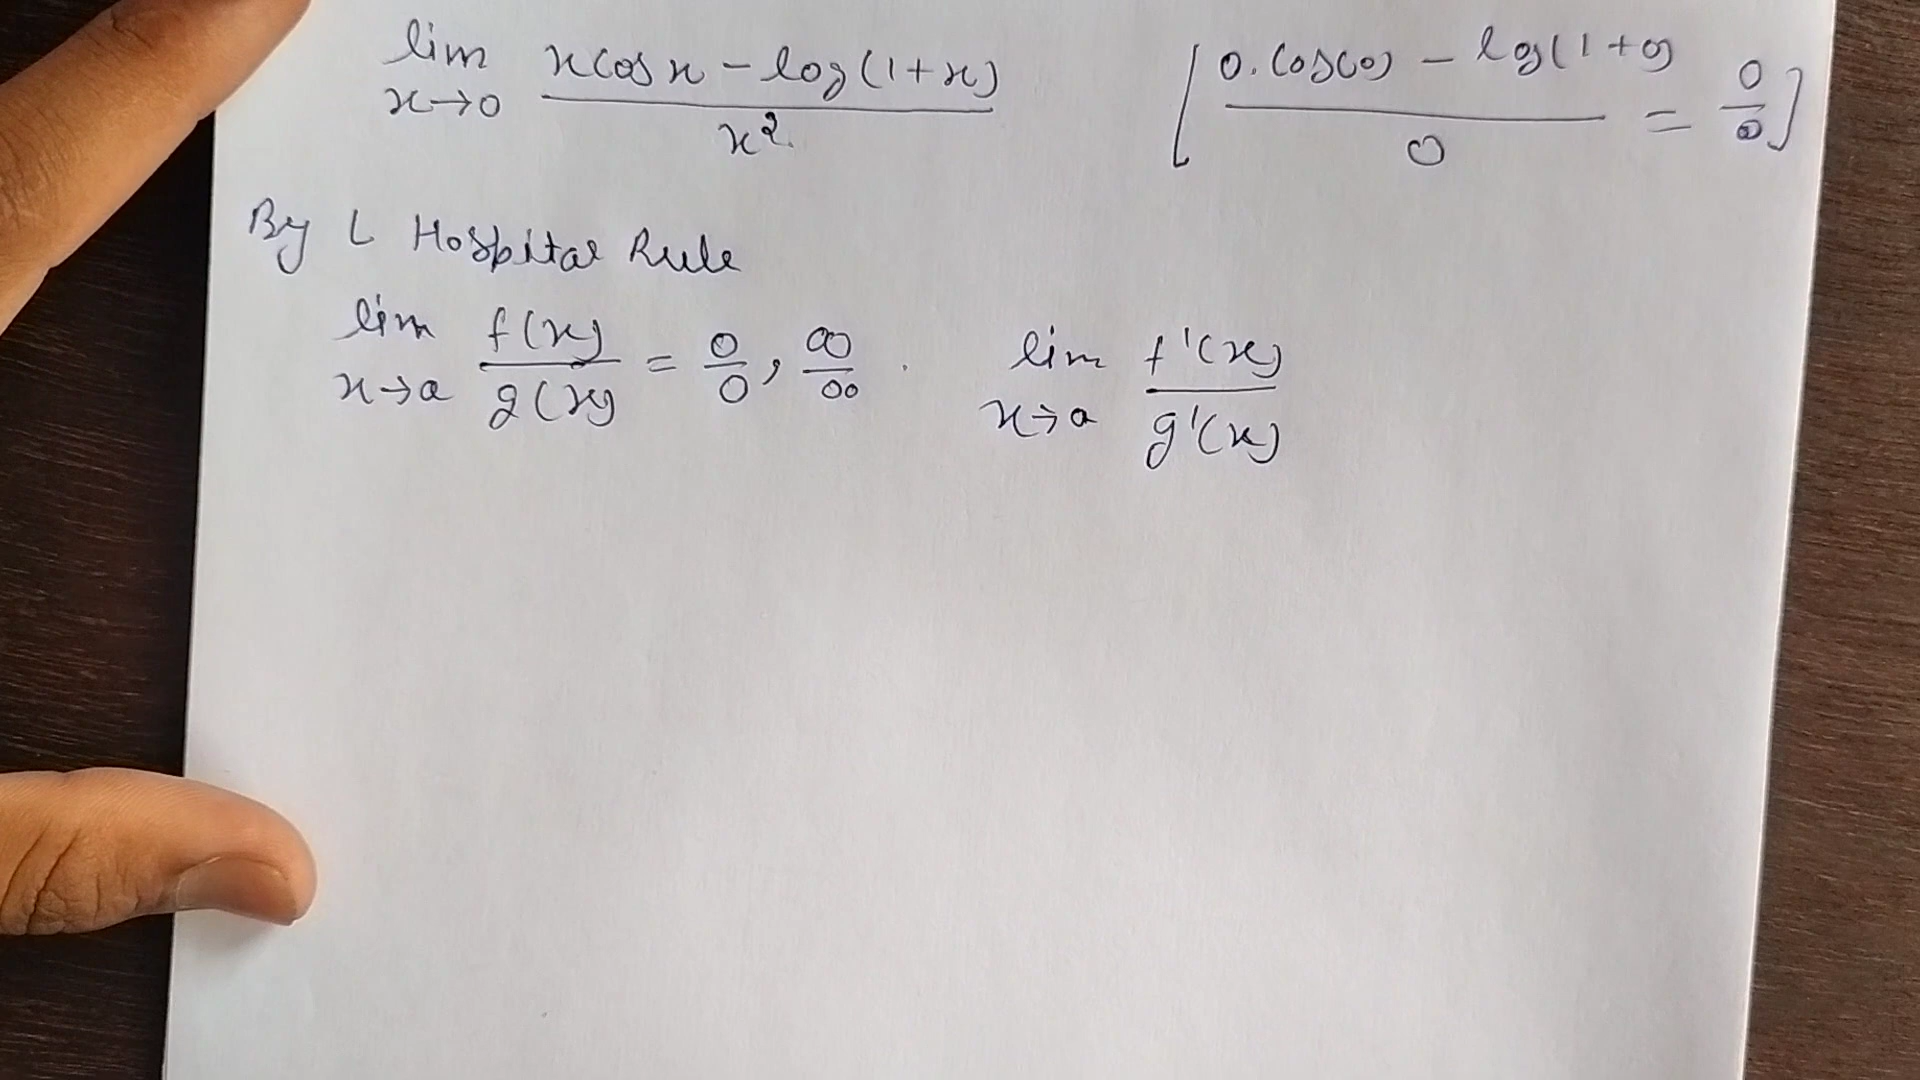 lim x→0 (x cos x − log(1+x)) / x² [ (0. cos(0) − log(1+0)) / 0 = 0/0 ]
By L Hospital Rule
lim x→a f(x)/g(x) = 0/0, ∞/∞ . lim x→a f'(x)/g'(x)